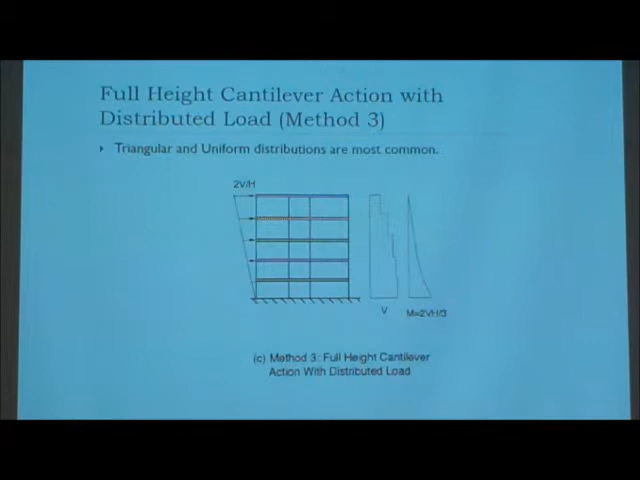 Full Height Cantilever Action with
Distributed Load (Method 3)
Triangular and Uniform distributions are most common.
2V/H
V
M=2VH/3
(c) Method 3: Full Height Cantilever
Action With Distributed Load